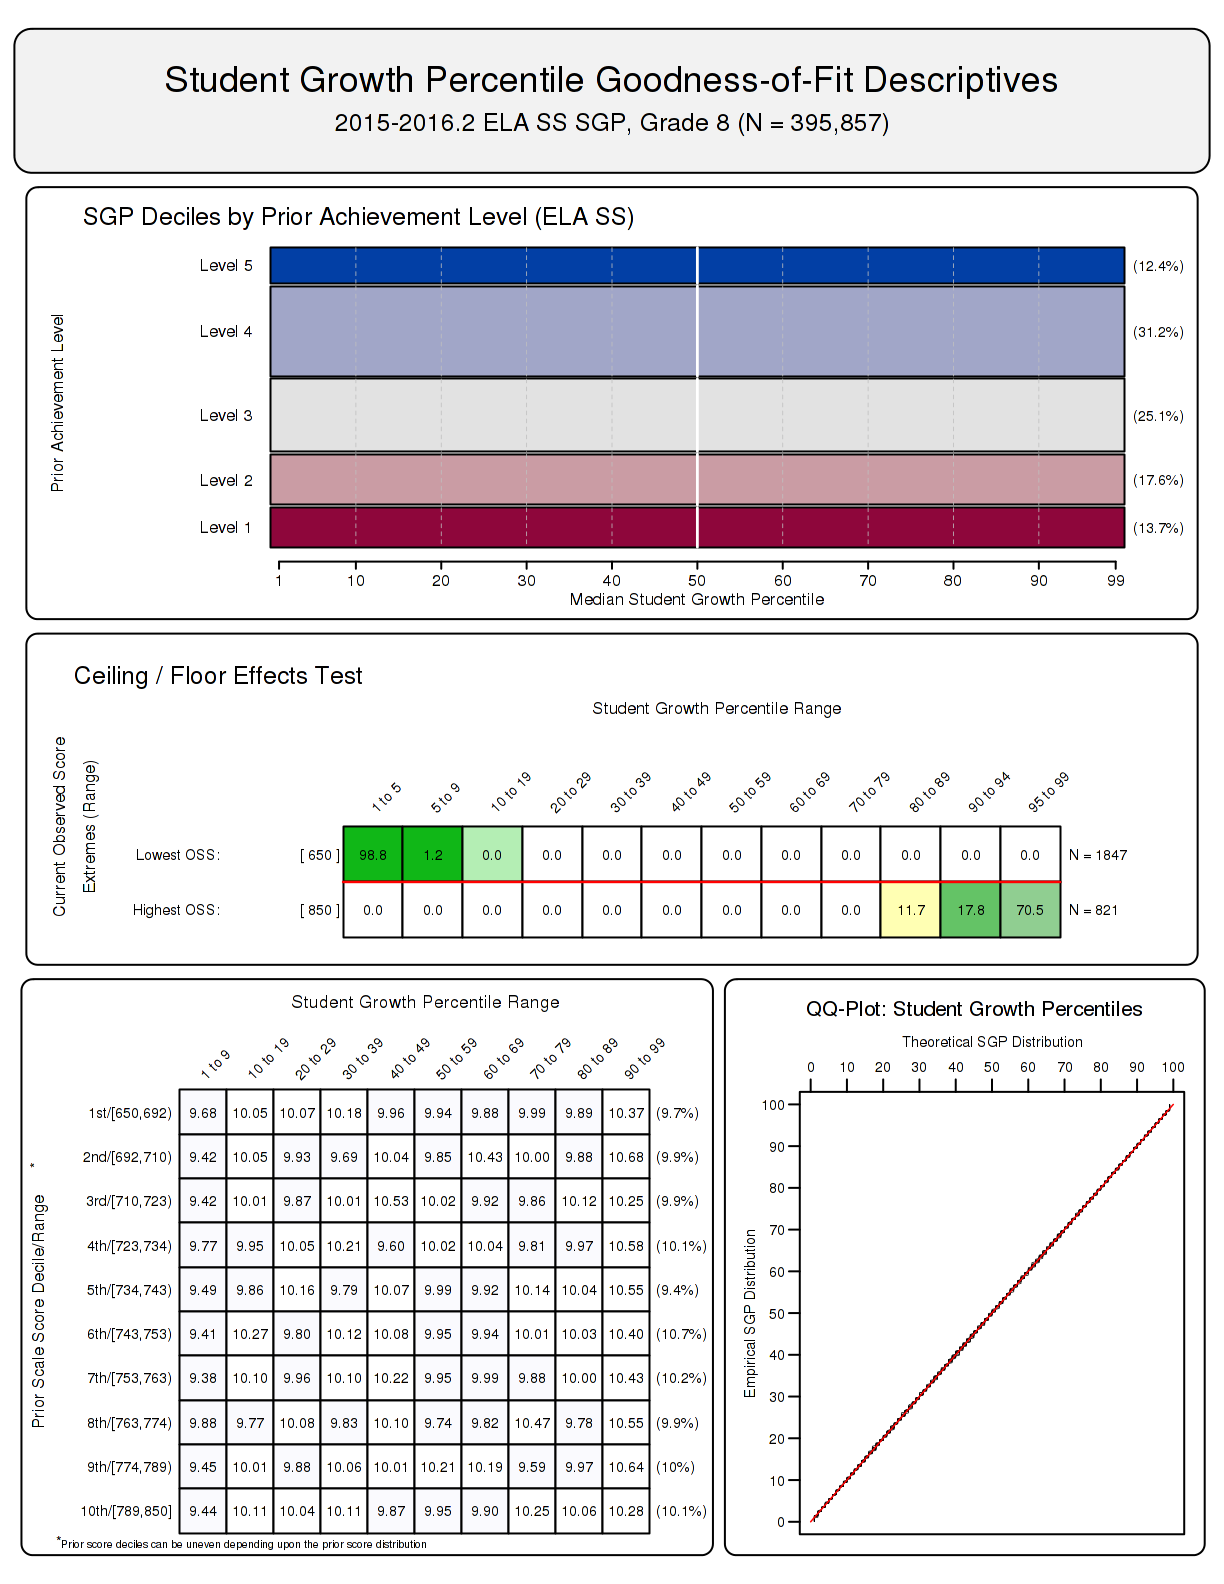 Student Growth Percentile Goodness-of-Fit Descriptives
2015-2016.2 ELA SS SGP, Grade 8 (N = 395,857)
SGP Deciles by Prior Achievement Level (ELA SS)
Prior Achievement Level
Level 5 (12.4%)
Level 4 (31.2%)
Level 3 (25.1%)
Level 2 (17.6%)
Level 1 (13.7%)
1 10 20 30 40 50 60 70 80 90 99
Median Student Growth Percentile
Ceiling / Floor Effects Test
Student Growth Percentile Range
Current Observed Score
Extremes (Range)
1 to 5 5 to 9 10 to 19 20 to 29 30 to 39 40 to 49 50 to 59 60 to 69 70 to 79 80 to 89 90 to 94 95 to 99
Lowest OSS: [ 650 ] 98.8 1.2 0.0 0.0 0.0 0.0 0.0 0.0 0.0 0.0 0.0 0.0 N = 1847
Highest OSS: [ 850 ] 0.0 0.0 0.0 0.0 0.0 0.0 0.0 0.0 0.0 11.7 17.8 70.5 N = 821
Student Growth Percentile Range
Prior Scale Score Decile/Range *
1 to 9 10 to 19 20 to 29 30 to 39 40 to 49 50 to 59 60 to 69 70 to 79 80 to 89 90 to 99
1st/[650,692) 9.68 10.05 10.07 10.18 9.96 9.94 9.88 9.99 9.89 10.37 (9.7%)
2nd/[692,710) 9.42 10.05 9.93 9.69 10.04 9.85 10.43 10.00 9.88 10.68 (9.9%)
3rd/[710,723) 9.42 10.01 9.87 10.01 10.53 10.02 9.92 9.86 10.12 10.25 (9.9%)
4th/[723,734) 9.77 9.95 10.05 10.21 9.60 10.02 10.04 9.81 9.97 10.58 (10.1%)
5th/[734,743) 9.49 9.86 10.16 9.79 10.07 9.99 9.92 10.14 10.04 10.55 (9.4%)
6th/[743,753) 9.41 10.27 9.80 10.12 10.08 9.95 9.94 10.01 10.03 10.40 (10.7%)
7th/[753,763) 9.38 10.10 9.96 10.10 10.22 9.95 9.99 9.88 10.00 10.43 (10.2%)
8th/[763,774) 9.88 9.77 10.08 9.83 10.10 9.74 9.82 10.47 9.78 10.55 (9.9%)
9th/[774,789) 9.45 10.01 9.88 10.06 10.01 10.21 10.19 9.59 9.97 10.64 (10%)
10th/[789,850] 9.44 10.11 10.04 10.11 9.87 9.95 9.90 10.25 10.06 10.28 (10.1%)
*Prior score deciles can be uneven depending upon the prior score distribution
QQ-Plot: Student Growth Percentiles
Theoretical SGP Distribution
0 10 20 30 40 50 60 70 80 90 100
Empirical SGP Distribution
100
90
80
70
60
50
40
30
20
10
0